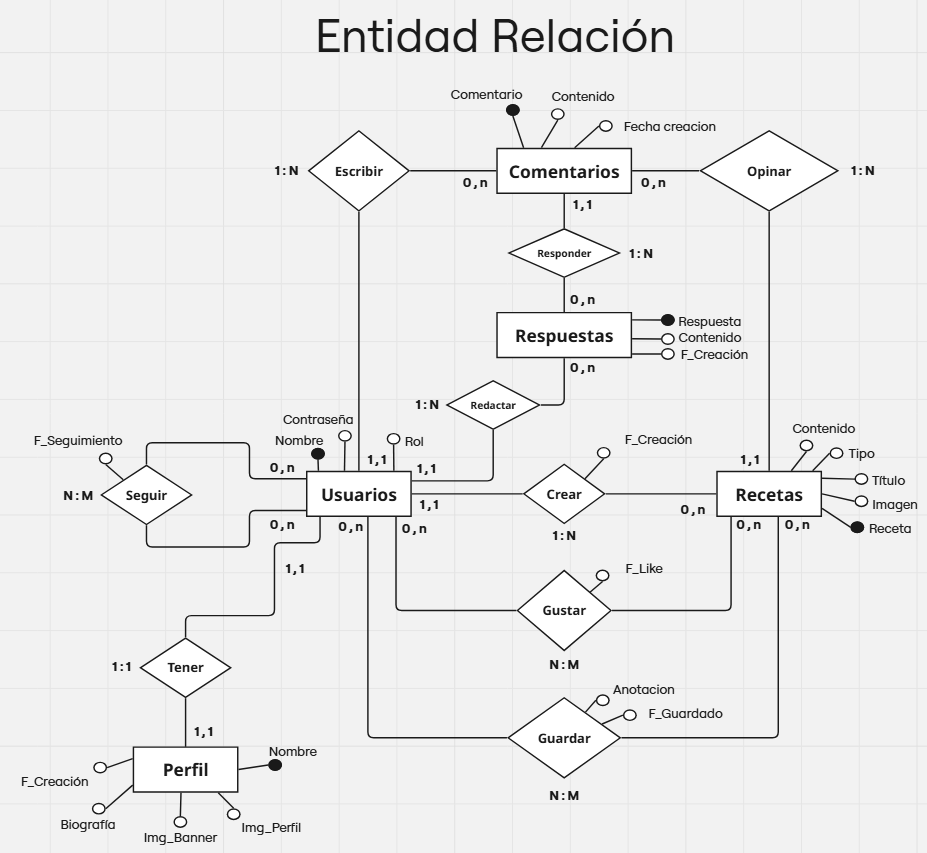 Entidad Relación
Comentario
Contenido
Fecha creacion
1:N
Escribir
0,n
Comentarios
0,n
Opinar
1:N
1,1
Responder
1:N
0,n
Respuestas
Respuesta
Contenido
F_Creación
0,n
1:N
Redactar
Contraseña
Nombre
Rol
F_Seguimiento
F_Creación
Contenido
Tipo
Título
Imagen
Receta
0,n
1,1
1,1
1,1
N:M
Seguir
Usuarios
1,1
Crear
0,n
Recetas
0,n
0,n
0,n
1:N
0,n
0,n
1,1
F_Like
Gustar
N:M
1:1
Tener
1,1
Anotacion
F_Guardado
Guardar
N:M
Perfil
Nombre
F_Creación
Biografía
Img_Banner
Img_Perfil